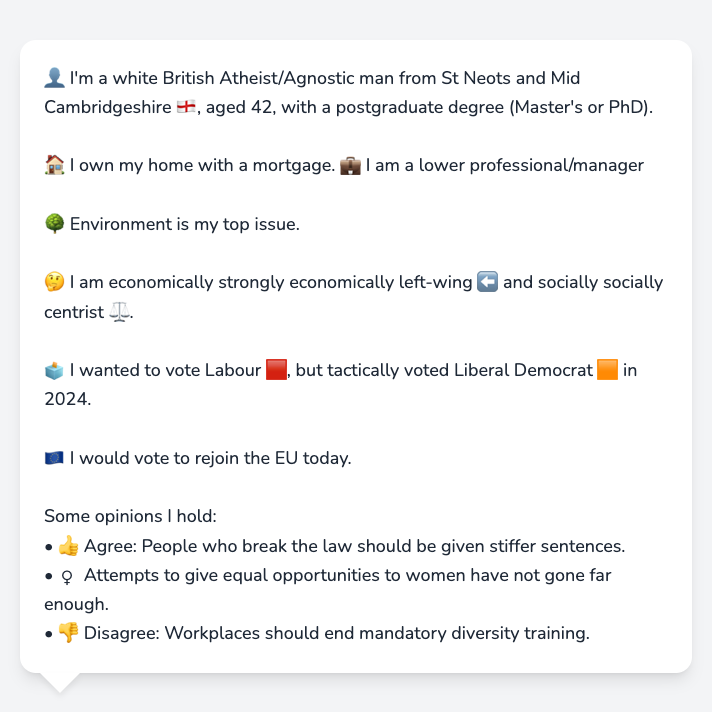 👤 I'm a white British Atheist/Agnostic man from St Neots and Mid
Cambridgeshire 🏴󠁧󠁢󠁥󠁮󠁧󠁿, aged 42, with a postgraduate degree (Master's or PhD).
🏠 I own my home with a mortgage. 💼 I am a lower professional/manager
🌳 Environment is my top issue.
🤔 I am economically strongly economically left-wing ⬅️ and socially socially
centrist ⚖️.
🗳️ I wanted to vote Labour 🟥, but tactically voted Liberal Democrat 🟧 in
2024.
🇪🇺 I would vote to rejoin the EU today.
Some opinions I hold:
• 👍 Agree: People who break the law should be given stiffer sentences.
• ♀ Attempts to give equal opportunities to women have not gone far
enough.
• 👎 Disagree: Workplaces should end mandatory diversity training.